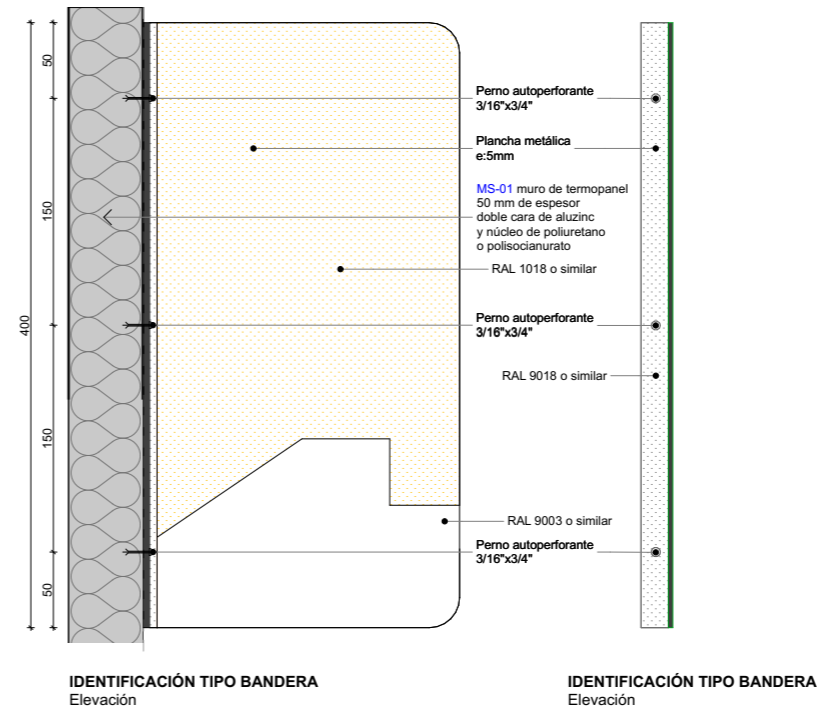 50
Perno autoperforante
3/16"x3/4"
Plancha metálica
e:5mm
150
MS-01 muro de termopanel
50 mm de espesor
doble cara de aluzinc
y núcleo de poliuretano
o polisocianurato
RAL 1018 o similar
400
Perno autoperforante
3/16"x3/4"
RAL 9018 o similar
150
RAL 9003 o similar
Perno autoperforante
3/16"x3/4"
50
IDENTIFICACIÓN TIPO BANDERA
Elevación
IDENTIFICACIÓN TIPO BANDERA
Elevación